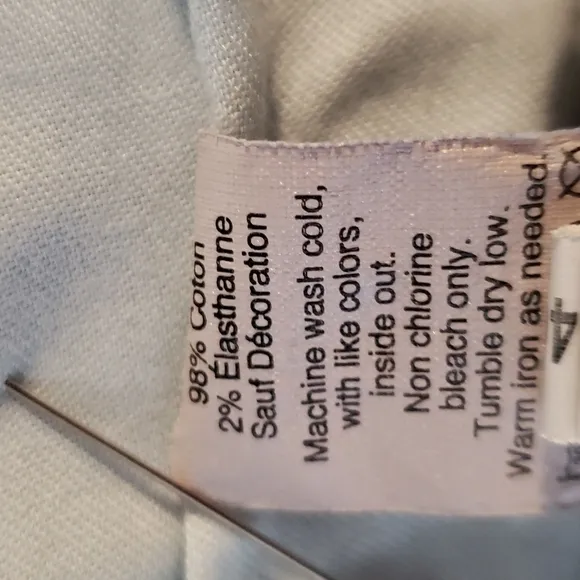 98% Coton
2% Élasthanne
Sauf Décoration
Machine wash cold,
with like colors,
inside out.
Non chlorine
bleach only.
Tumble dry low.
Warm iron as needed.
4